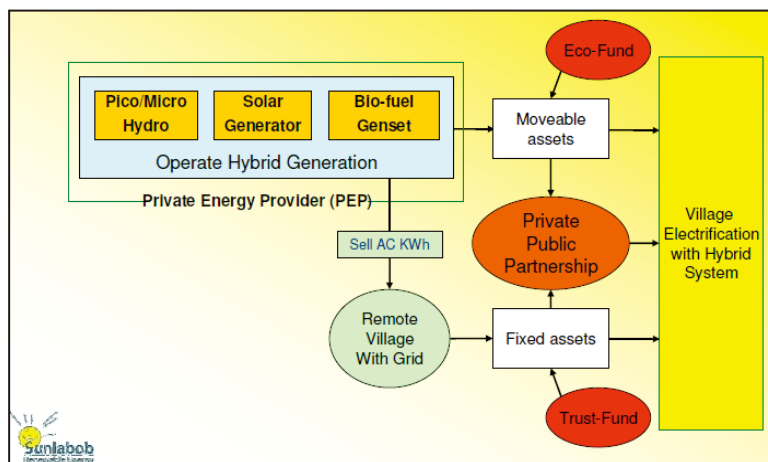 Eco-Fund
Pico/Micro
Hydro
Solar
Generator
Bio-fuel
Genset
Operate Hybrid Generation
Private Energy Provider (PEP)
Moveable
assets
Sell AC KWh
Private
Public
Partnership
Village
Electrification
with Hybrid
System
Remote
Village
With Grid
Fixed assets
Trust-Fund
Sunlabob
Renewable Energy